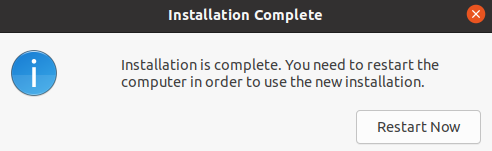 Installation Complete
Installation is complete. You need to restart the
computer in order to use the new installation.
Restart Now